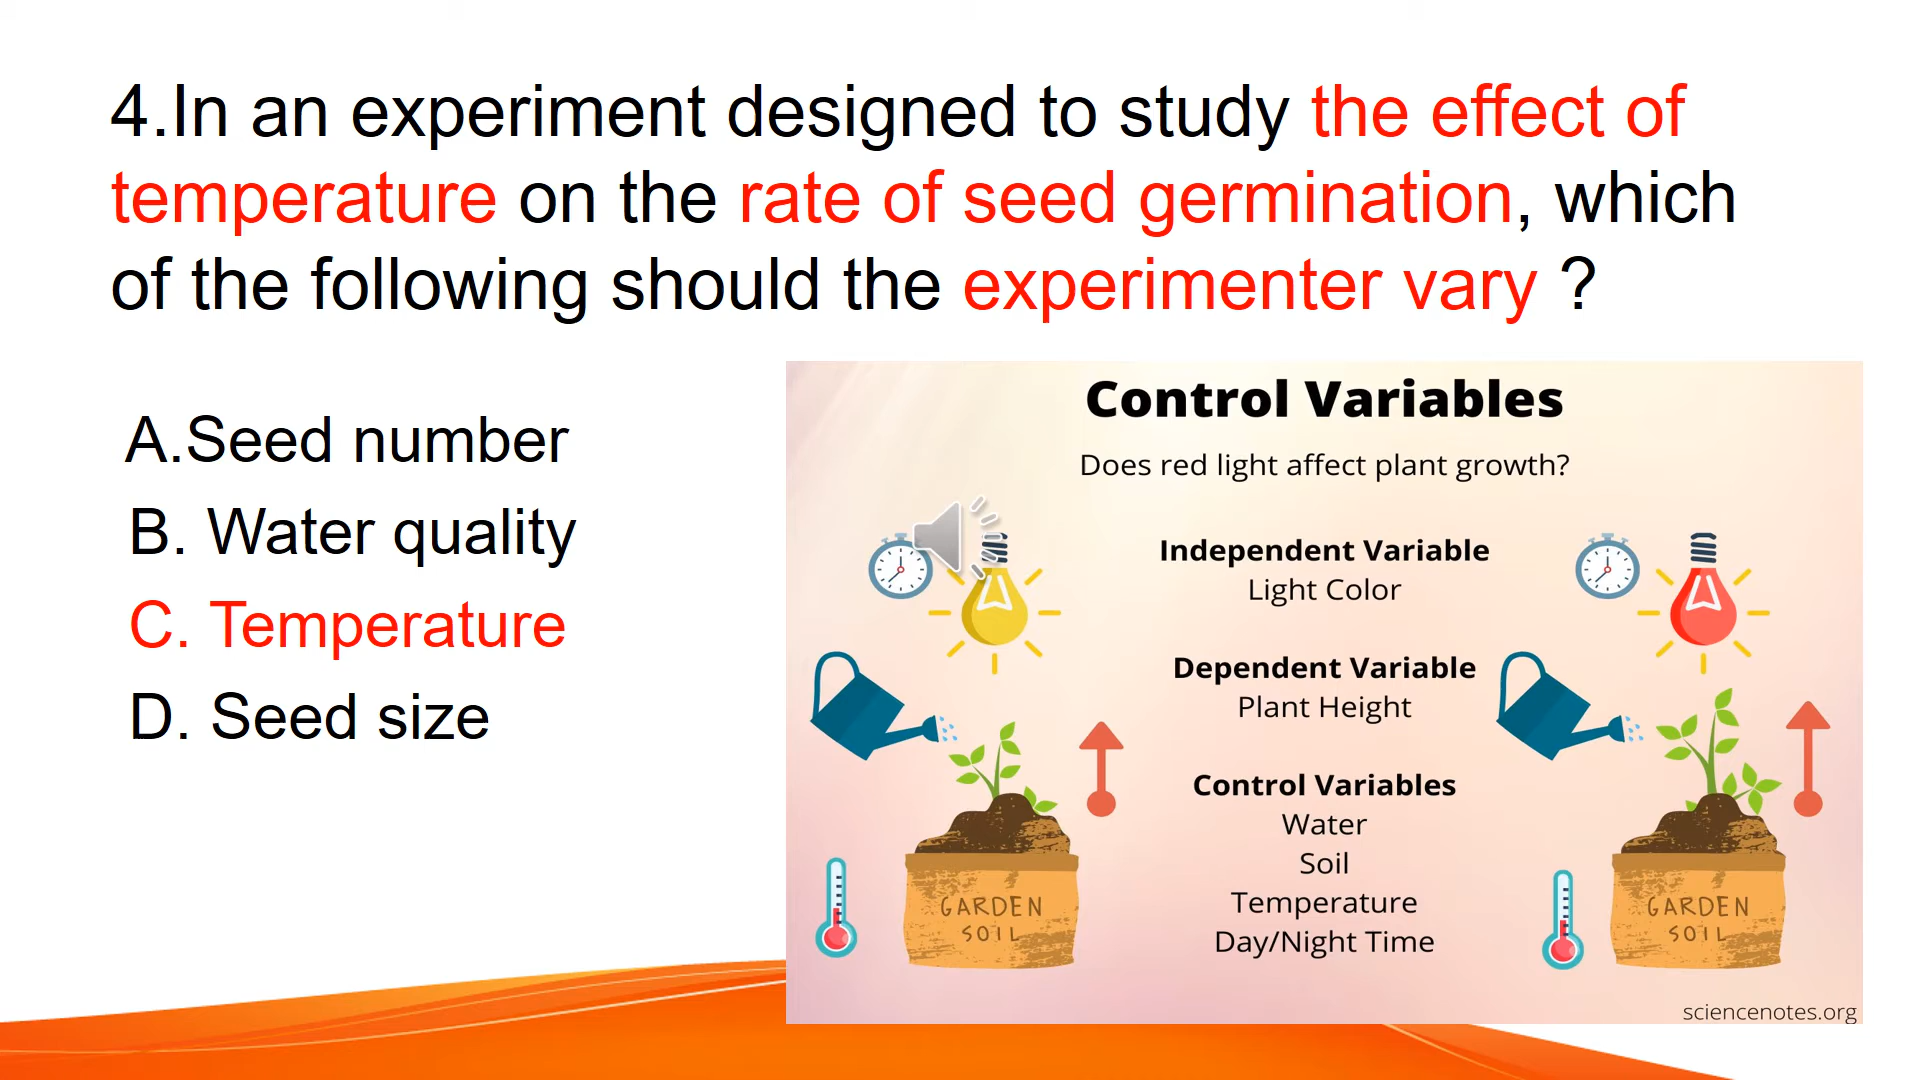 4.In an experiment designed to study the effect of
temperature on the rate of seed germination, which
of the following should the experimenter vary ?
A.Seed number
B. Water quality
C. Temperature
D. Seed size
Control Variables
Does red light affect plant growth?
Independent Variable
Light Color
Dependent Variable
Plant Height
Control Variables
Water
Soil
Temperature
Day/Night Time
GARDEN
SOIL
GARDEN
SOIL
sciencenotes.org